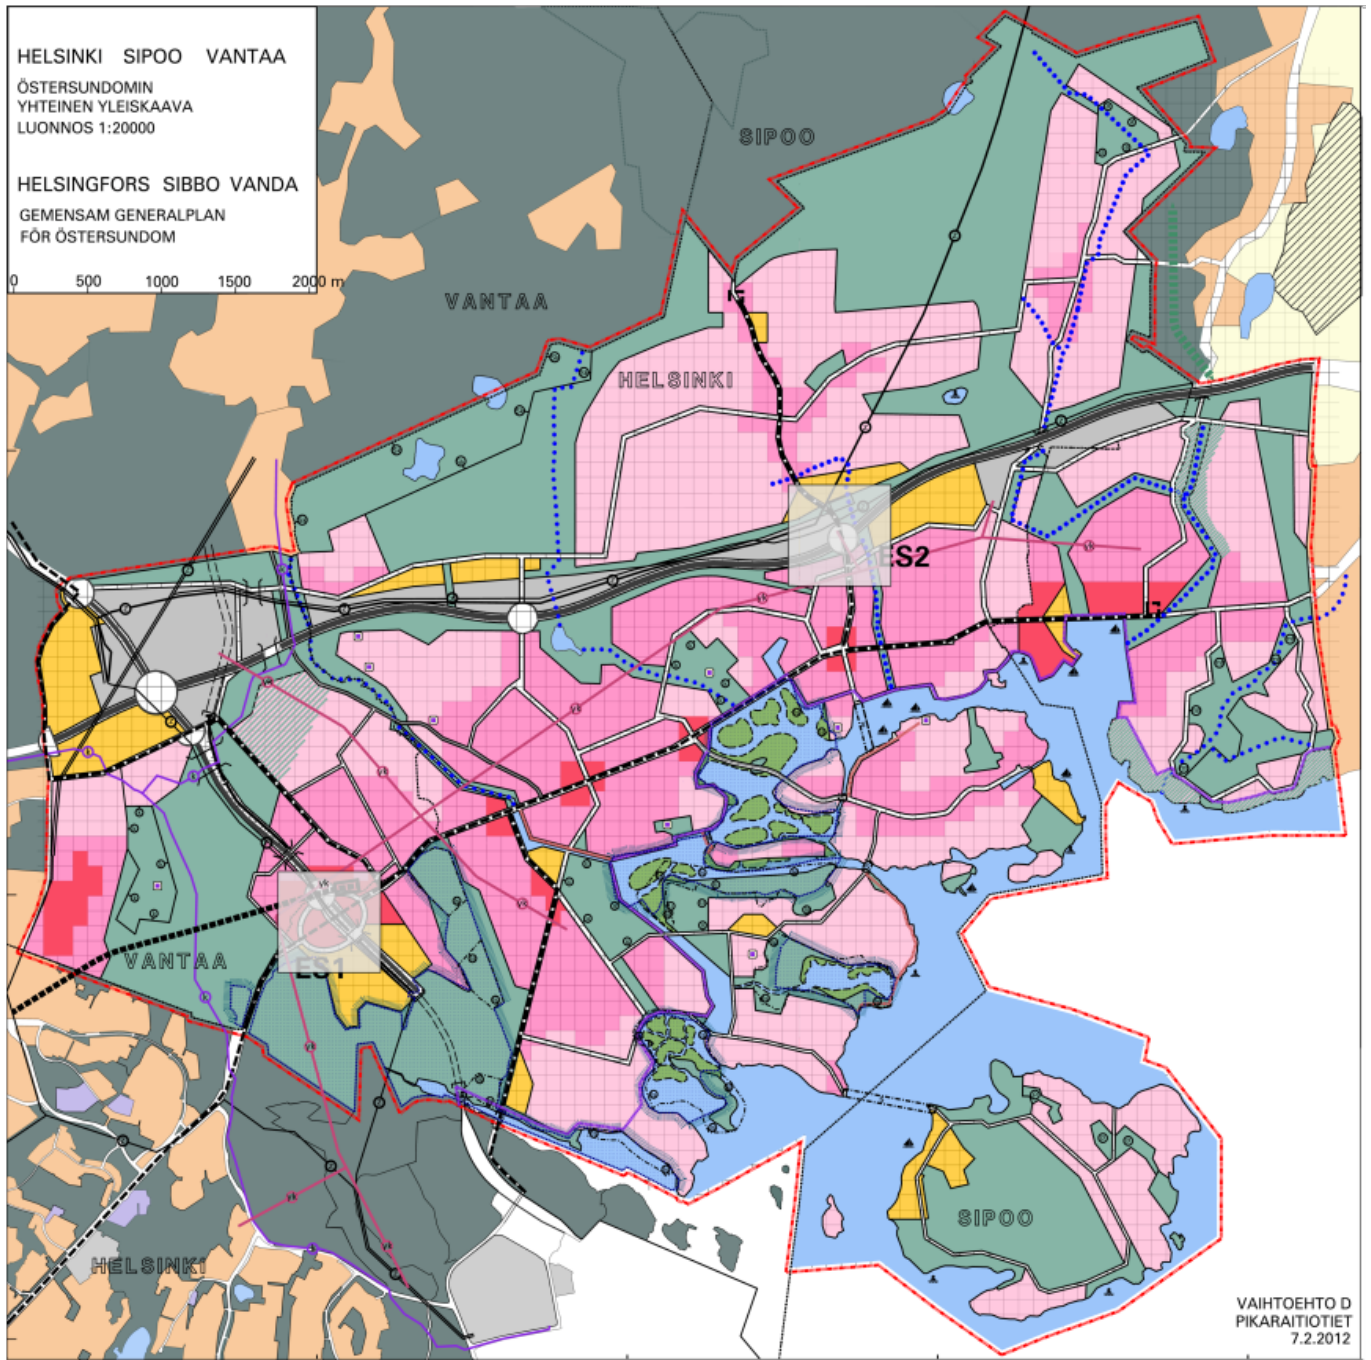 HELSINKI SIPOO VANTAA
ÖSTERSUNDOMIN
YHTEINEN YLEISKAAVA
LUONNOS 1:20000
HELSINGFORS SIBBO VANDA
GEMENSAM GENERALPLAN
FÖR ÖSTERSUNDOM
0 500 1000 1500 2000 m
SIPOO
VANTAA
HELSINKI
ES2
VANTAA
ES1
SIPOO
HELSINKI
VAIHTOEHTO D
PIKARAITIOTIET
7.2.2012